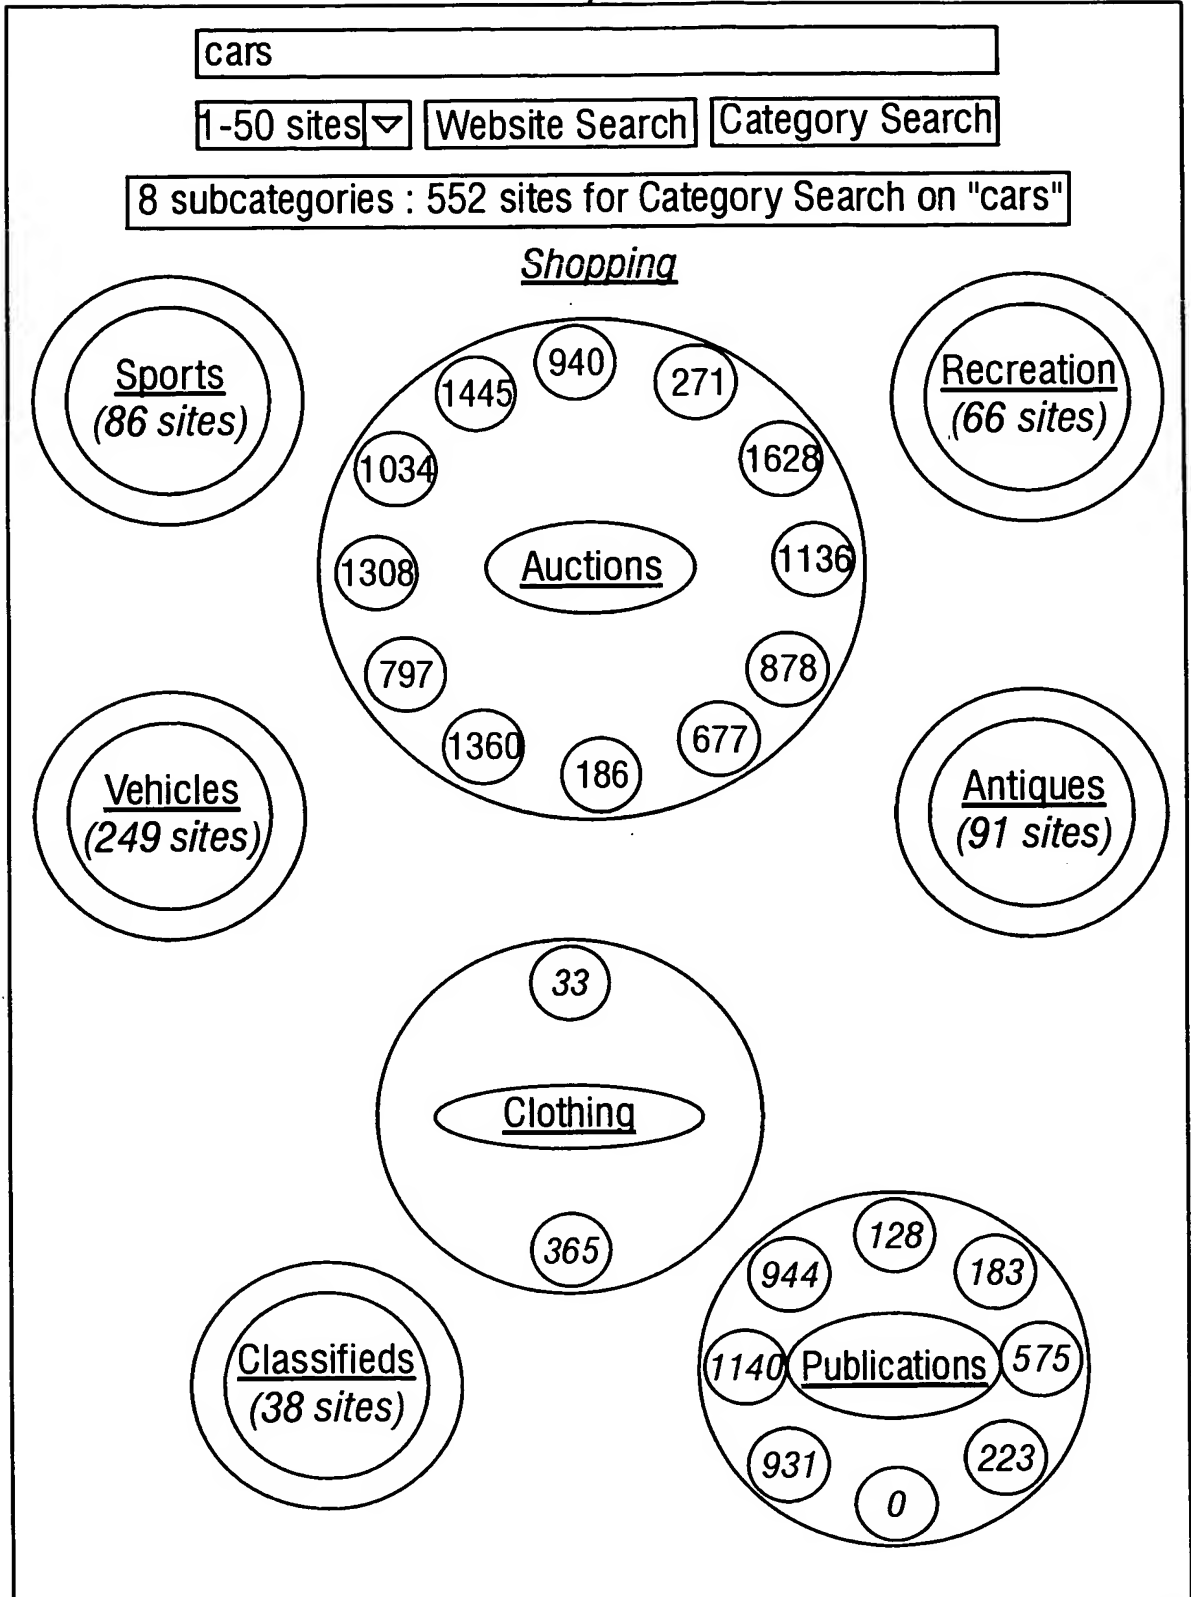 cars
1-50 sites
Website Search
Category Search
8 subcategories : 552 sites for Category Search on "cars"
Shopping
Sports
(86 sites)
940
271
1445
1628
1034
1136
1308
Auctions
878
797
677
1360
186
Recreation
(66 sites)
Vehicles
(249 sites)
Antiques
(91 sites)
33
Clothing
365
Classifieds
(38 sites)
128
944
183
1140
Publications
575
931
223
0